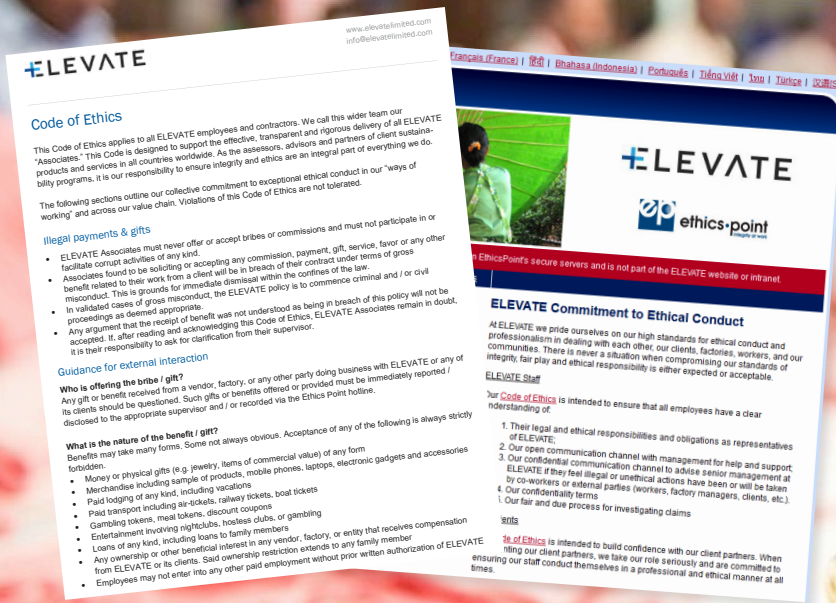 www.elevatelimited.com
info@elevatelimited.com
ELEVATE
Code of Ethics
This Code of Ethics applies to all ELEVATE employees and contractors. We call this wider team our
"Associates." This Code is designed to support the effective, transparent and rigorous delivery of all ELEVATE
products and services in all countries worldwide. As the assessors, advisors and partners of client sustaina-
bility programs, it is our responsibility to ensure integrity and ethics are an integral part of everything we do.
The following sections outline our collective commitment to exceptional ethical conduct in our "ways of
working" and across our value chain. Violations of this Code of Ethics are not tolerated.
Illegal payments & gifts
• ELEVATE Associates must never offer or accept bribes or commissions and must not participate in or
facilitate corrupt activities of any kind.
• Associates found to be soliciting or accepting any commission, payment, gift, service, favor or any other
benefit related to their work from a client will be in breach of their contract under terms of gross
misconduct. This is grounds for immediate dismissal within the confines of the law.
• In validated cases of gross misconduct, the ELEVATE policy is to commence criminal and / or civil
proceedings as deemed appropriate.
• Any argument that the receipt of benefit was not understood as being in breach of this policy will not be
accepted. If, after reading and acknowledging this Code of Ethics, ELEVATE Associates remain in doubt,
it is their responsibility to ask for clarification from their supervisor.
Guidance for external interaction
Who is offering the bribe / gift?
Any gift or benefit received from a vendor, factory, or any other party doing business with ELEVATE or any of
its clients should be questioned. Such gifts or benefits offered or provided must be immediately reported /
disclosed to the appropriate supervisor and / or recorded via the Ethics Point hotline.
What is the nature of the benefit / gift?
Benefits may take many forms. Some not always obvious. Acceptance of any of the following is always strictly
forbidden.
• Money or physical gifts (e.g. jewelry, items of commercial value) of any form
• Merchandise including sample of products, mobile phones, laptops, electronic gadgets and accessories
• Paid lodging of any kind, including vacations
• Paid transport including air-tickets, railway tickets, boat tickets
• Gambling tokens, meal tokens, discount coupons
• Entertainment involving nightclubs, hostess clubs, or gambling
• Loans of any kind, including loans to family members
• Any ownership or other beneficial interest in any vendor, factory, or entity that receives compensation
from ELEVATE or its clients. Said ownership restriction extends to any family member
• Employees may not enter into any other paid employment without prior written authorization of ELEVATE
Français (France) | हिंदी | Bhahasa (Indonesia) | Português | Tiếng Việt | ไทย | Türkçe |
ELEVATE
ep ethics•point
integrity at work
n EthicsPoint's secure servers and is not part of the ELEVATE website or intranet.
ELEVATE Commitment to Ethical Conduct
At ELEVATE we pride ourselves on our high standards for ethical conduct and
professionalism in dealing with each other, our clients, factories, workers, and our
communities. There is never a situation when compromising our standards of
integrity, fair play and ethical responsibility is either expected or acceptable.
ELEVATE Staff
Our Code of Ethics is intended to ensure that all employees have a clear
nderstanding of:
1. Their legal and ethical responsibilities and obligations as representatives
of ELEVATE;
2. Our open communication channel with management for help and support;
3. Our confidential communication channel to advise senior management at
ELEVATE if they feel illegal or unethical actions have been or will be taken
by co-workers or external parties (workers, factory managers, clients, etc.).
4. Our confidentiality terms
. Our fair and due process for investigating claims
ients
de of Ethics is intended to build confidence with our client partners. When
nting our client partners, we take our role seriously and are committed to
ensuring our staff conduct themselves in a professional and ethical manner at all
times.